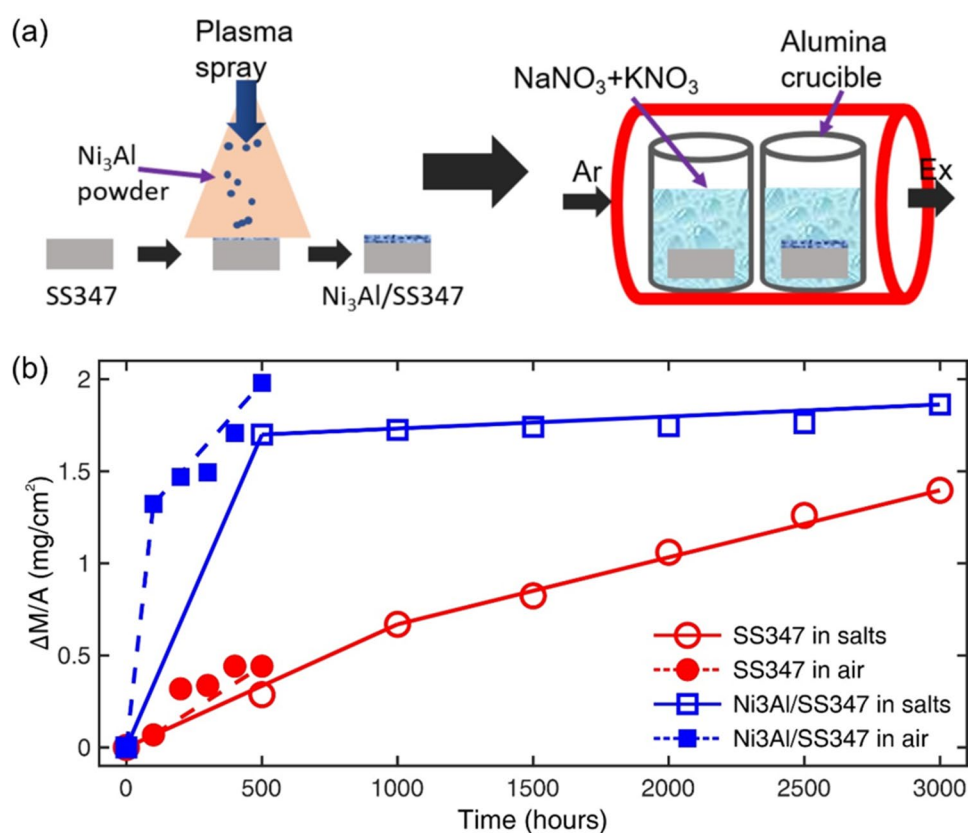 (a)
Plasma
spray
Ni₃Al
powder
SS347
Ni₃Al/SS347
NaNO₃+KNO₃
Alumina
crucible
Ar
Ex
(b)
ΔM/A (mg/cm²)
2
1.5
1
0.5
0
0 500 1000 1500 2000 2500 3000
Time (hours)
SS347 in salts
SS347 in air
Ni3Al/SS347 in salts
Ni3Al/SS347 in air